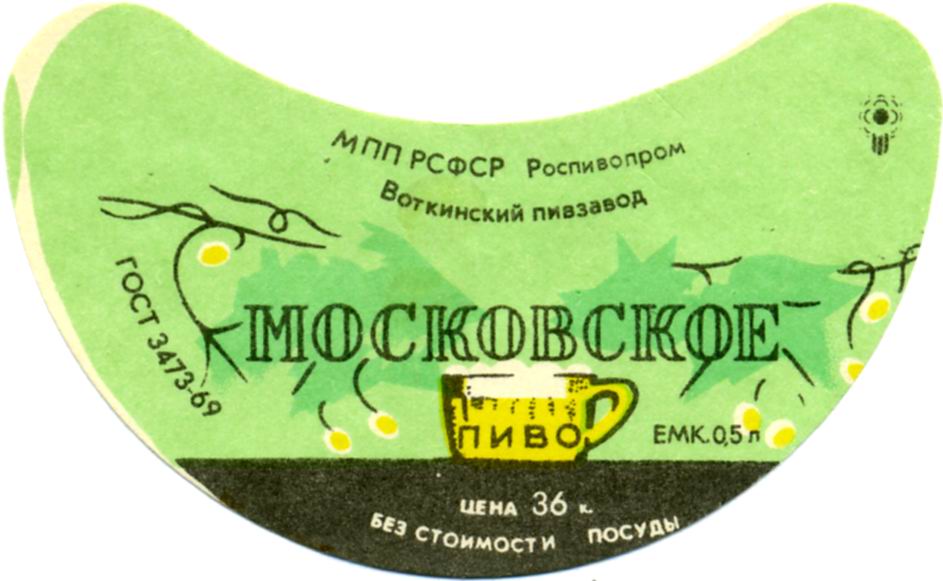 МПП РСФСР Роспивопром
Воткинский пивзавод
ГОСТ 3473-69
МОСКОВСКОЕ
ПИВО
ЕМК. 0,5 л
ЦЕНА 36 к.
БЕЗ СТОИМОСТИ ПОСУДЫ